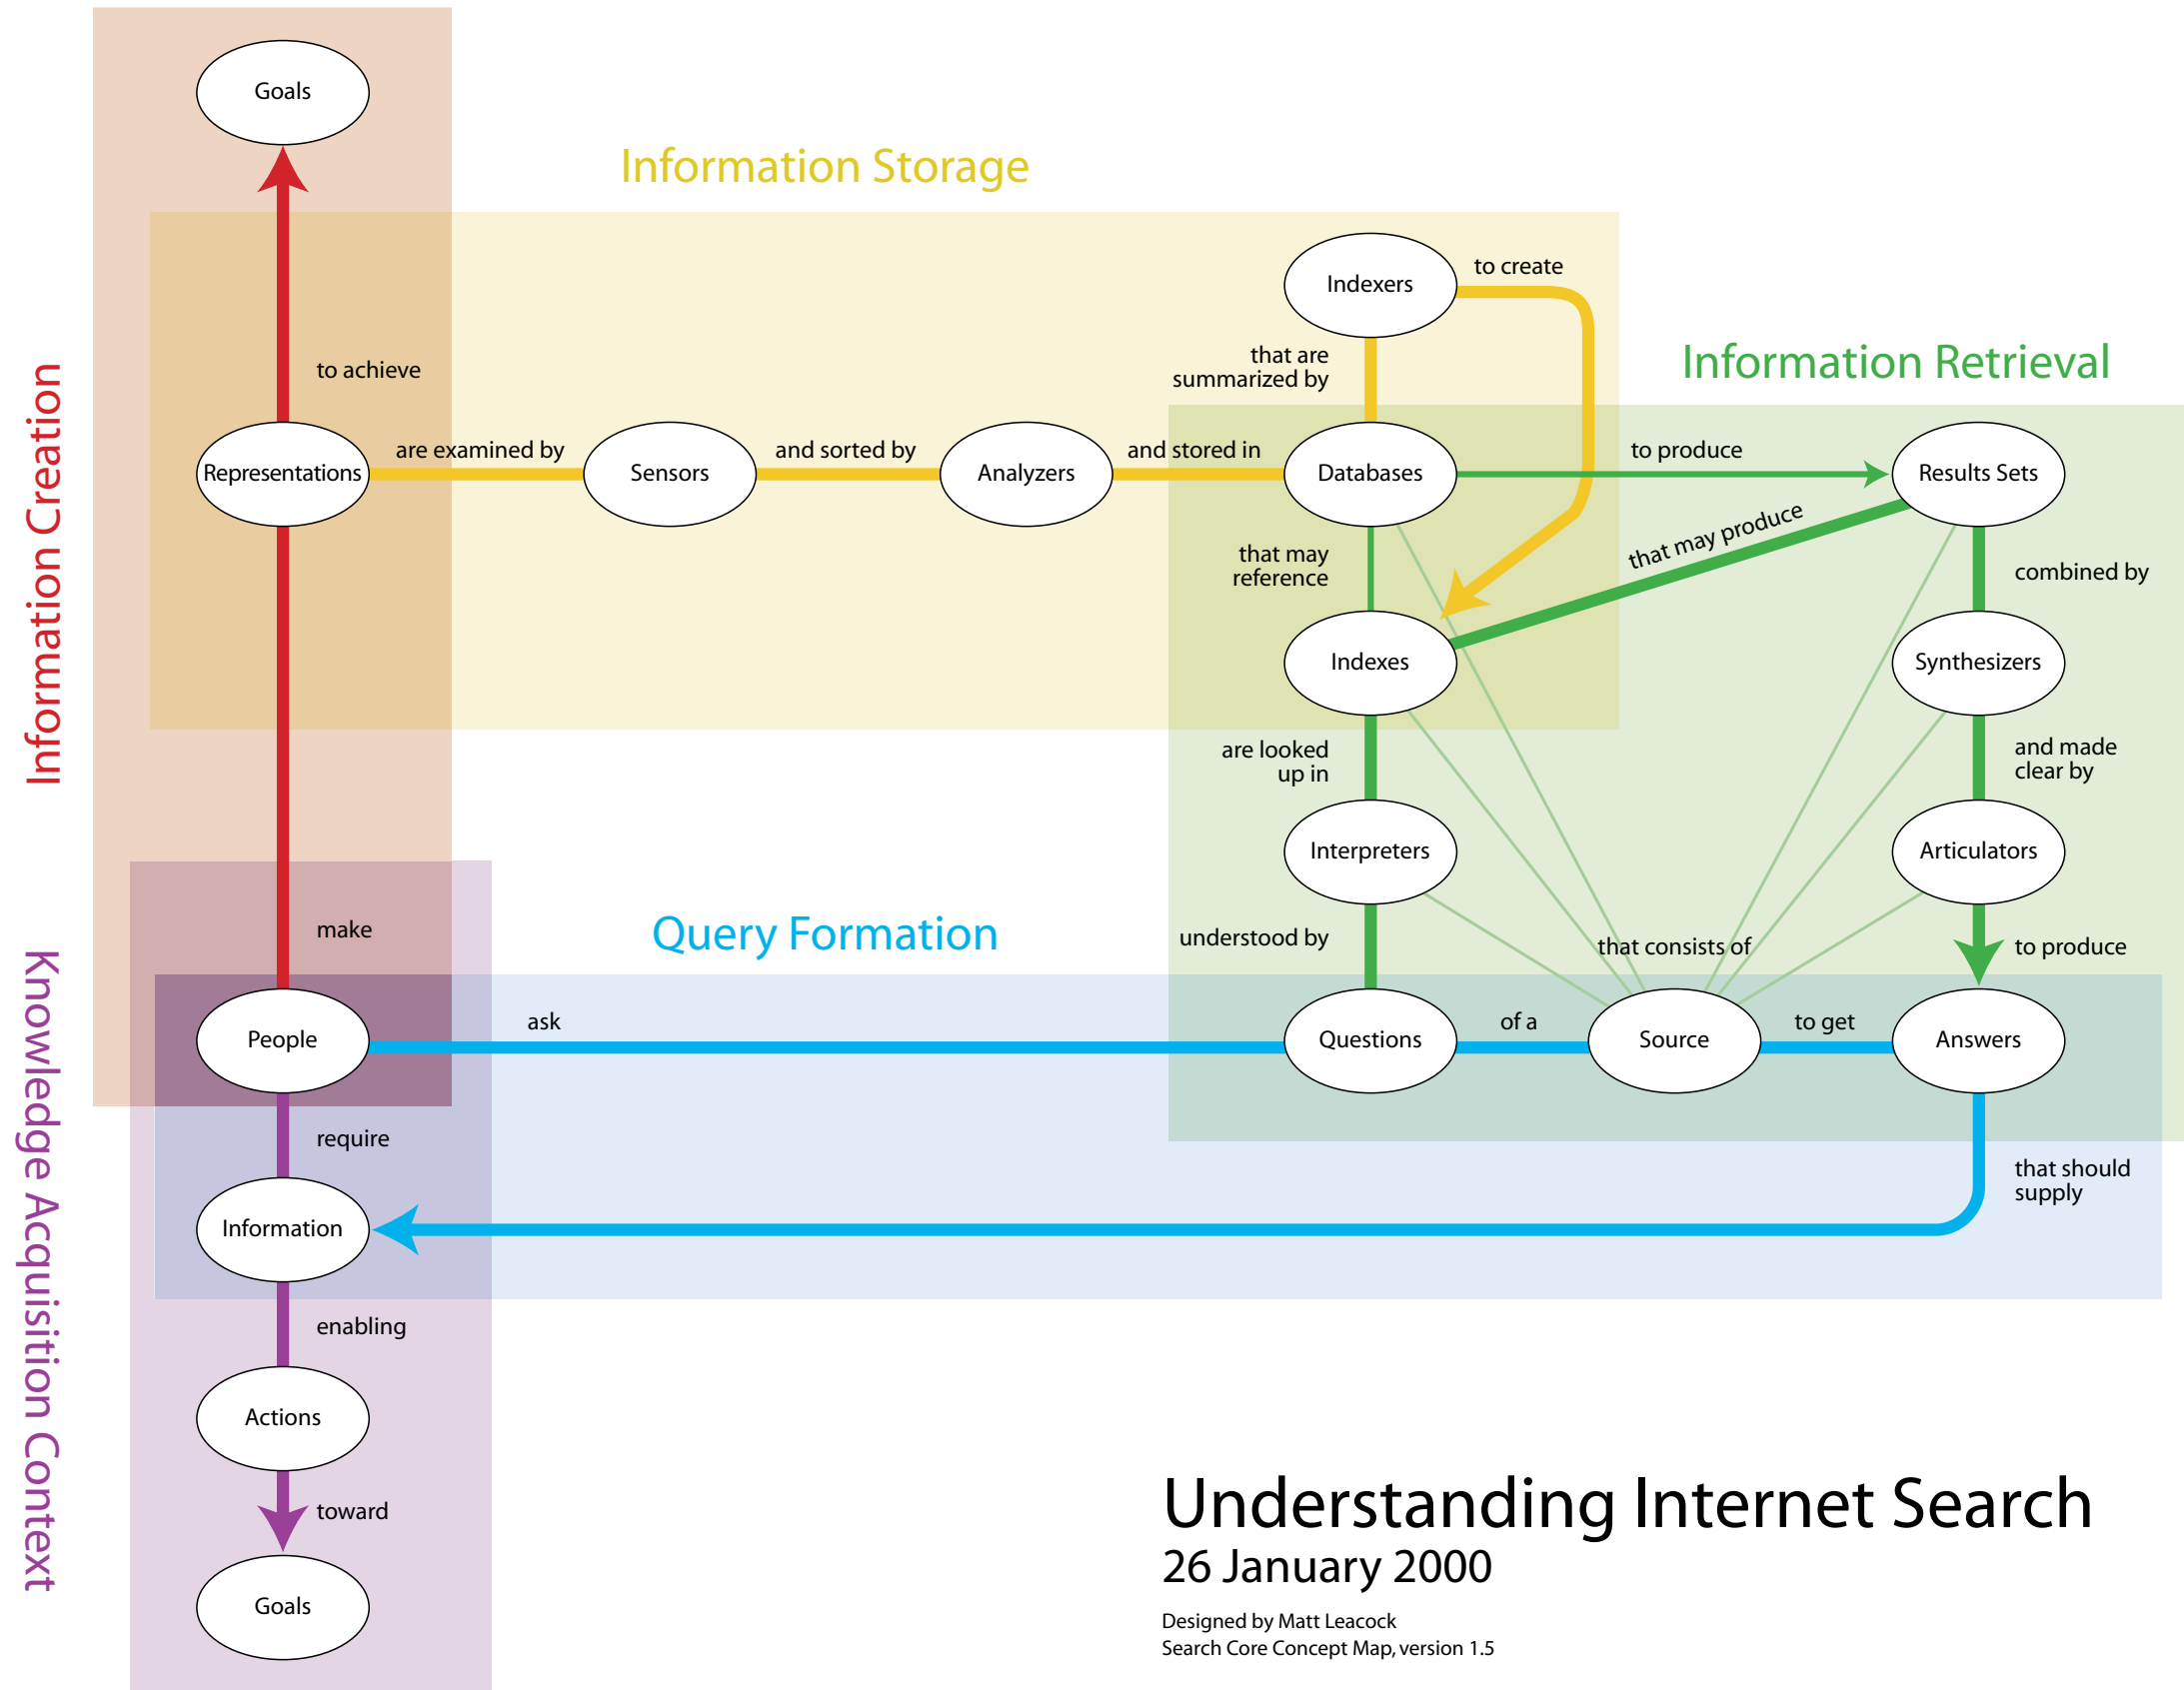 Goals
Information Storage
Indexers
to create
that are
summarized by
Information Retrieval
Information Creation
to achieve
Representations
are examined by
Sensors
and sorted by
Analyzers
and stored in
Databases
to produce
Results Sets
that may
reference
that may produce
combined by
Indexes
Synthesizers
are looked
up in
and made
clear by
Interpreters
Articulators
make
Query Formation
understood by
that consists of
to produce
Knowledge Acquisition Context
People
ask
Questions
of a
Source
to get
Answers
require
that should
supply
Information
enabling
Actions
toward
Goals
Understanding Internet Search
26 January 2000
Designed by Matt Leacock
Search Core Concept Map, version 1.5